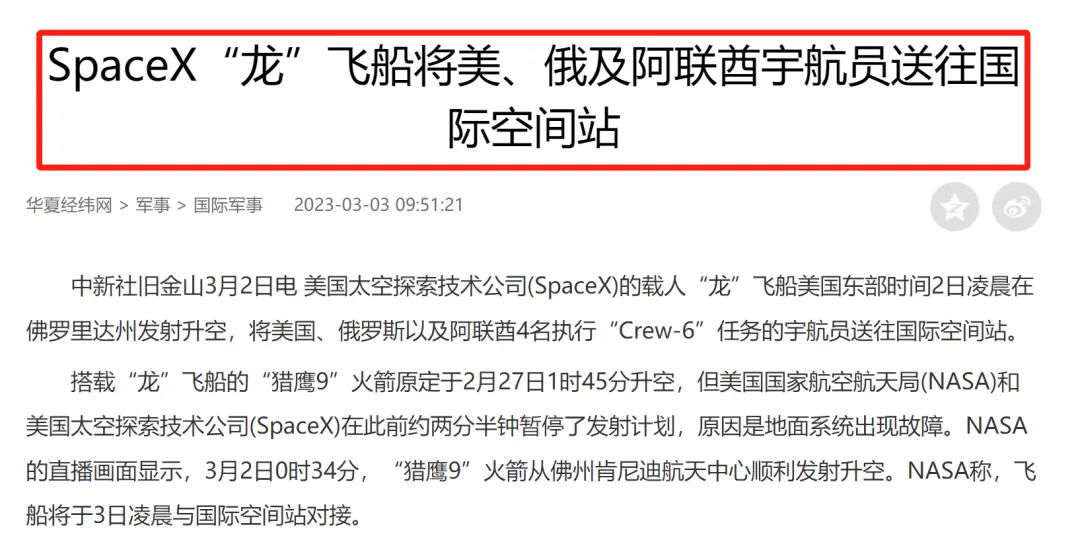 SpaceX“龙”飞船将美、俄及阿联酋宇航员送往国
际空间站
华夏经纬网 > 军事 > 国际军事 2023-03-03 09:51:21
中新社旧金山3月2日电 美国太空探索技术公司(SpaceX)的载人“龙”飞船美国东部时间2日凌晨在
佛罗里达州发射升空，将美国、俄罗斯以及阿联酋4名执行“Crew-6”任务的宇航员送往国际空间站。
搭载“龙”飞船的“猎鹰9”火箭原定于2月27日1时45分升空，但美国国家航空航天局(NASA)和
美国太空探索技术公司(SpaceX)在此前约两分半钟暂停了发射计划，原因是地面系统出现故障。NASA
的直播画面显示，3月2日0时34分，“猎鹰9”火箭从佛州肯尼迪航天中心顺利发射升空。NASA称，飞
船将于3日凌晨与国际空间站对接。